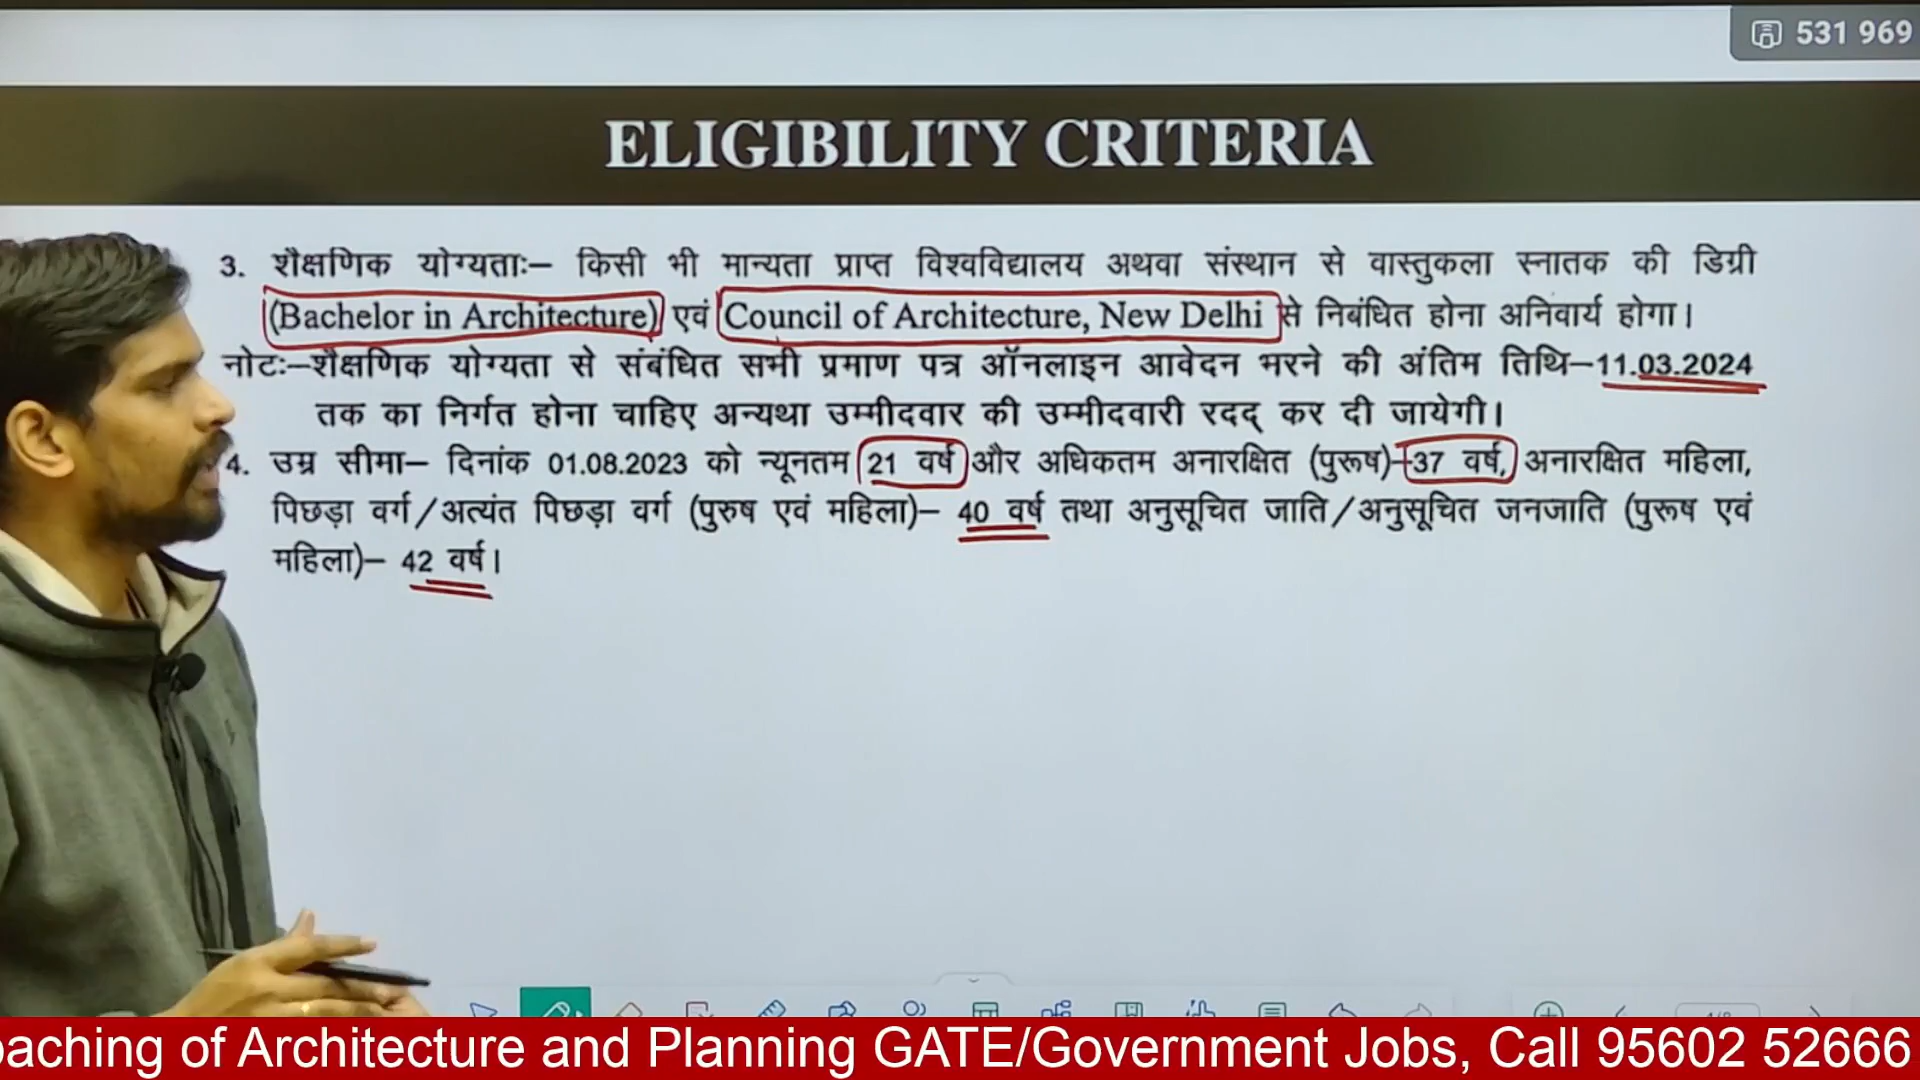 531 969
ELIGIBILITY CRITERIA
3. शैक्षणिक योग्यताः– किसी भी मान्यता प्राप्त विश्वविद्यालय अथवा संस्थान से वास्तुकला स्नातक की डिग्री
(Bachelor in Architecture) एवं Council of Architecture, New Delhi से निबंधित होना अनिवार्य होगा।
नोटः–शैक्षणिक योग्यता से संबंधित सभी प्रमाण पत्र ऑनलाइन आवेदन भरने की अंतिम तिथि–11.03.2024
तक का निर्गत होना चाहिए अन्यथा उम्मीदवार की उम्मीदवारी रदद् कर दी जायेगी।
4. उम्र सीमा– दिनांक 01.08.2023 को न्यूनतम 21 वर्ष और अधिकतम अनारक्षित (पुरूष)–37 वर्ष, अनारक्षित महिला,
पिछड़ा वर्ग/अत्यंत पिछड़ा वर्ग (पुरुष एवं महिला)– 40 वर्ष तथा अनुसूचित जाति/अनुसूचित जनजाति (पुरूष एवं
महिला)– 42 वर्ष।
oaching of Architecture and Planning GATE/Government Jobs, Call 95602 52666